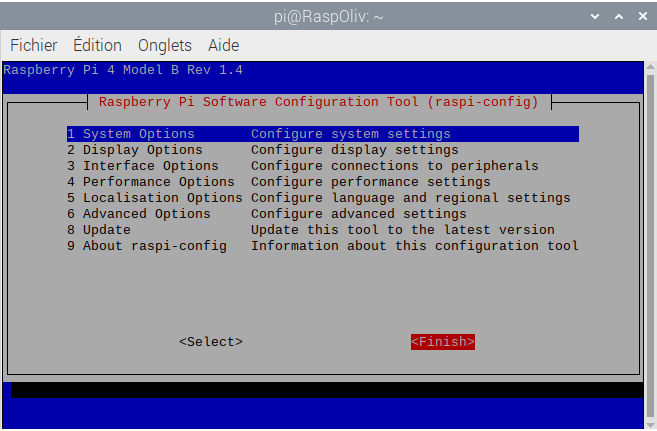 pi@RaspOliv: ~
Fichier Édition Onglets Aide
Raspberry Pi 4 Model B Rev 1.4
Raspberry Pi Software Configuration Tool (raspi-config)
1 System Options Configure system settings
2 Display Options Configure display settings
3 Interface Options Configure connections to peripherals
4 Performance Options Configure performance settings
5 Localisation Options Configure language and regional settings
6 Advanced Options Configure advanced settings
8 Update Update this tool to the latest version
9 About raspi-config Information about this configuration tool
<Select> <Finish>